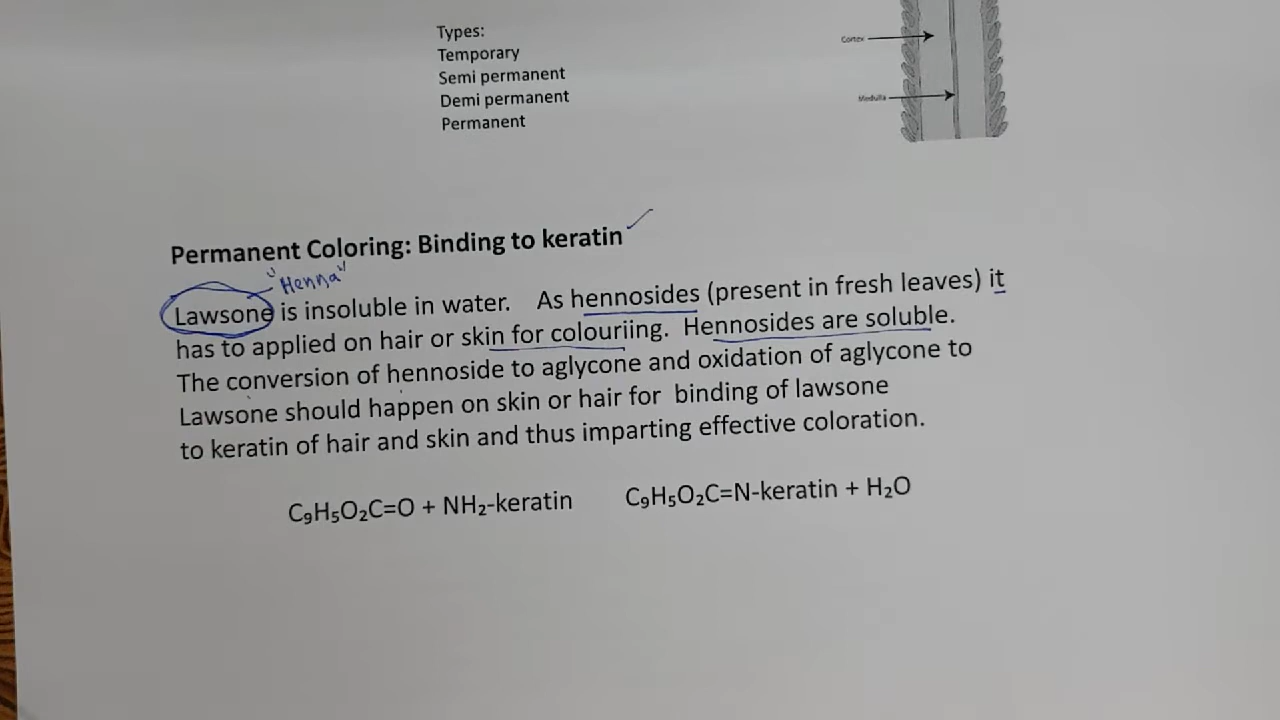 Types:
Temporary
Semi permanent
Demi permanent
Permanent
Cortex
Medulla
Permanent Coloring: Binding to keratin
"Henna"
Lawsone is insoluble in water. As hennosides (present in fresh leaves) it
has to applied on hair or skin for colouriing. Hennosides are soluble.
The conversion of hennoside to aglycone and oxidation of aglycone to
Lawsone should happen on skin or hair for binding of lawsone
to keratin of hair and skin and thus imparting effective coloration.
C₉H₅O₂C=O + NH₂-keratin C₉H₅O₂C=N-keratin + H₂O